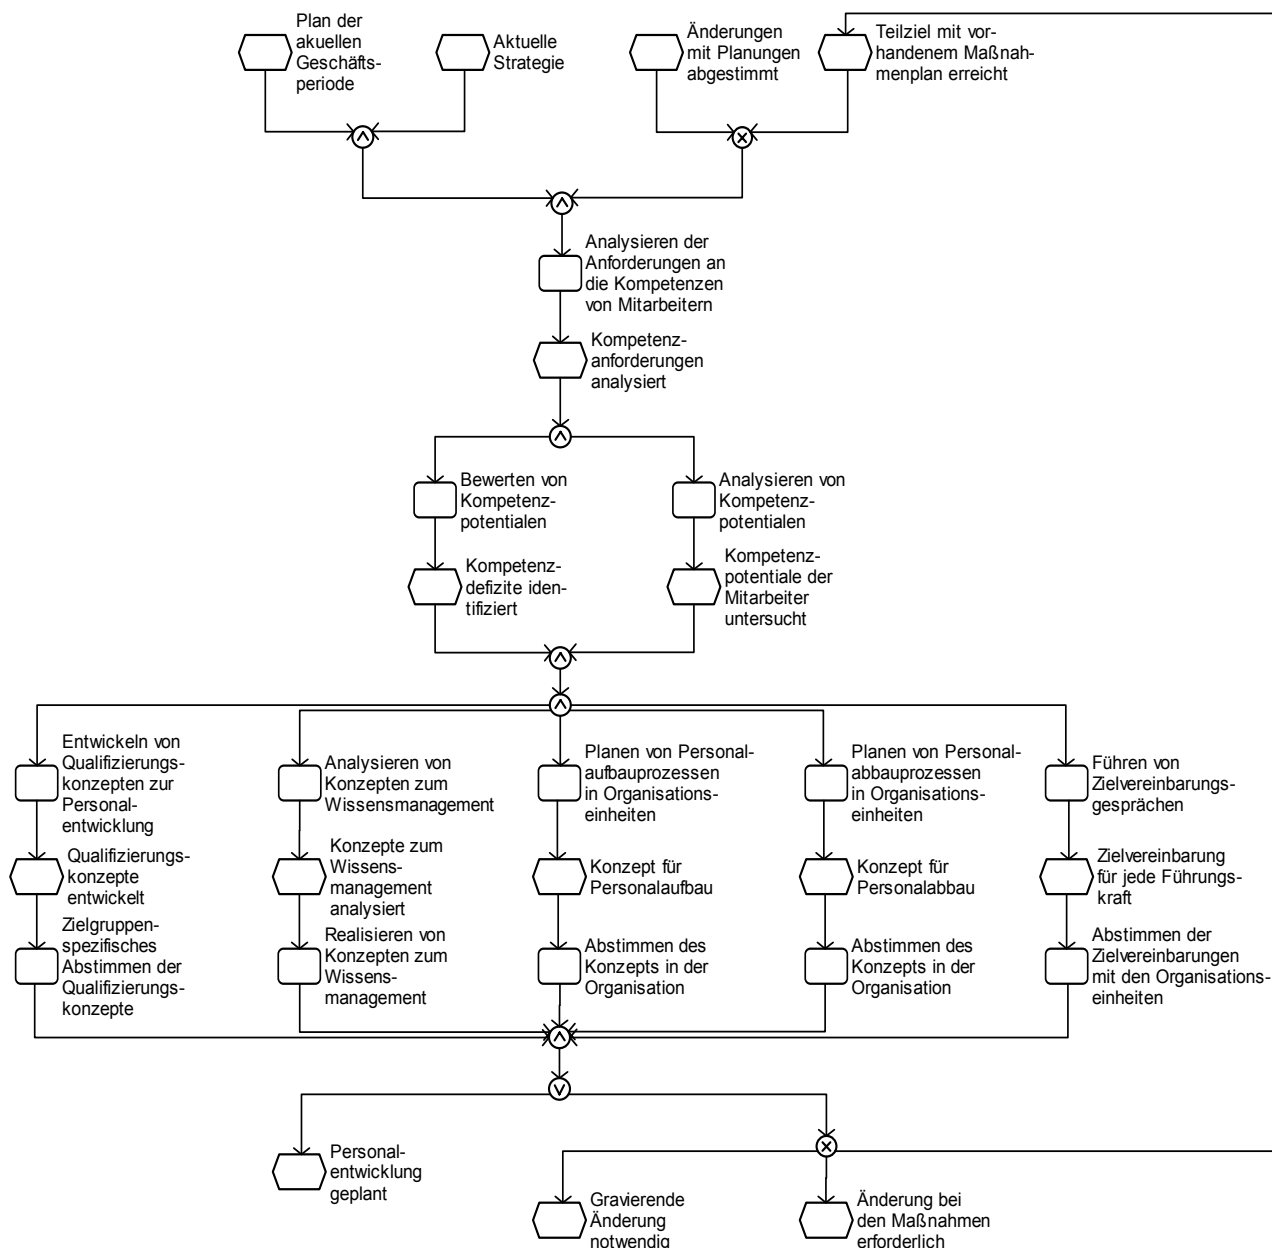 Plan der
akuellen
Geschäfts-
periode
Aktuelle
Strategie
Änderungen
mit Planungen
abgestimmt
Teilziel mit vor-
handenem Maßnah-
menplan erreicht
Analysieren der
Anforderungen an
die Kompetenzen
von Mitarbeitern
Kompetenz-
anforderungen
analysiert
Bewerten von
Kompetenz-
potentialen
Analysieren von
Kompetenz-
potentialen
Kompetenz-
defizite iden-
tifiziert
Kompetenz-
potentiale der
Mitarbeiter
untersucht
Entwickeln von
Qualifizierungs-
konzepten zur
Personal-
entwicklung
Analysieren von
Konzepten zum
Wissensmanagement
Planen von Personal-
aufbauprozessen
in Organisations-
einheiten
Planen von Personal-
abbauprozessen
in Organisations-
einheiten
Führen von
Zielvereinbarungs-
gesprächen
Qualifizierungs-
konzepte
entwickelt
Konzepte zum
Wissens-
management
analysiert
Konzept für
Personalaufbau
Konzept für
Personalabbau
Zielvereinbarung
für jede Führungs-
kraft
Zielgruppen-
spezifisches
Abstimmen der
Qualifizierungs-
konzepte
Realisieren von
Konzepten zum
Wissens-
management
Abstimmen des
Konzepts in der
Organisation
Abstimmen des
Konzepts in der
Organisation
Abstimmen der
Zielvereinbarungen
mit den Organisations-
einheiten
Personal-
entwicklung
geplant
Gravierende
Änderung
notwendig
Änderung bei
den Maßnahmen
erforderlich